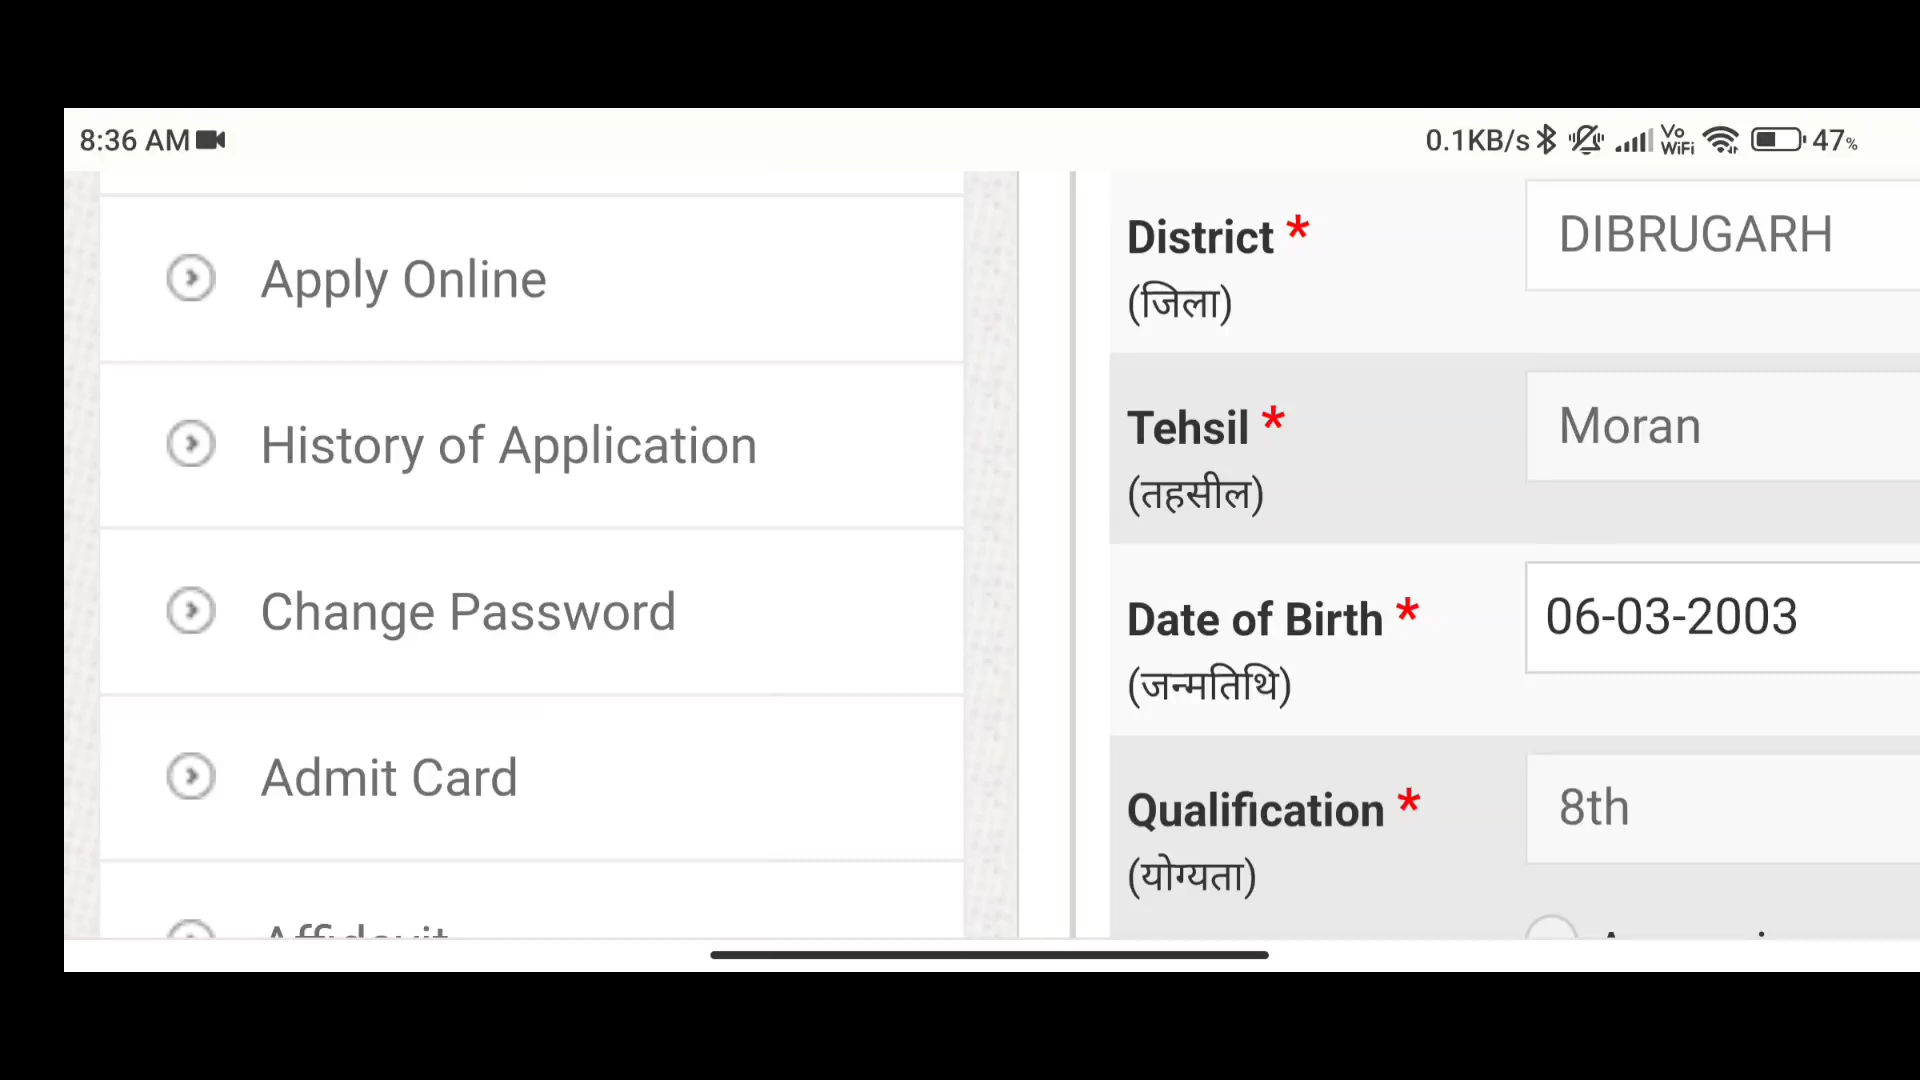 8:36 AM
0.1KB/s Vo WiFi 47%
Apply Online
History of Application
Change Password
Admit Card
Affidavit
District *
(जिला)
DIBRUGARH
Tehsil *
(तहसील)
Moran
Date of Birth *
(जन्मतिथि)
06-03-2003
Qualification *
(योग्यता)
8th